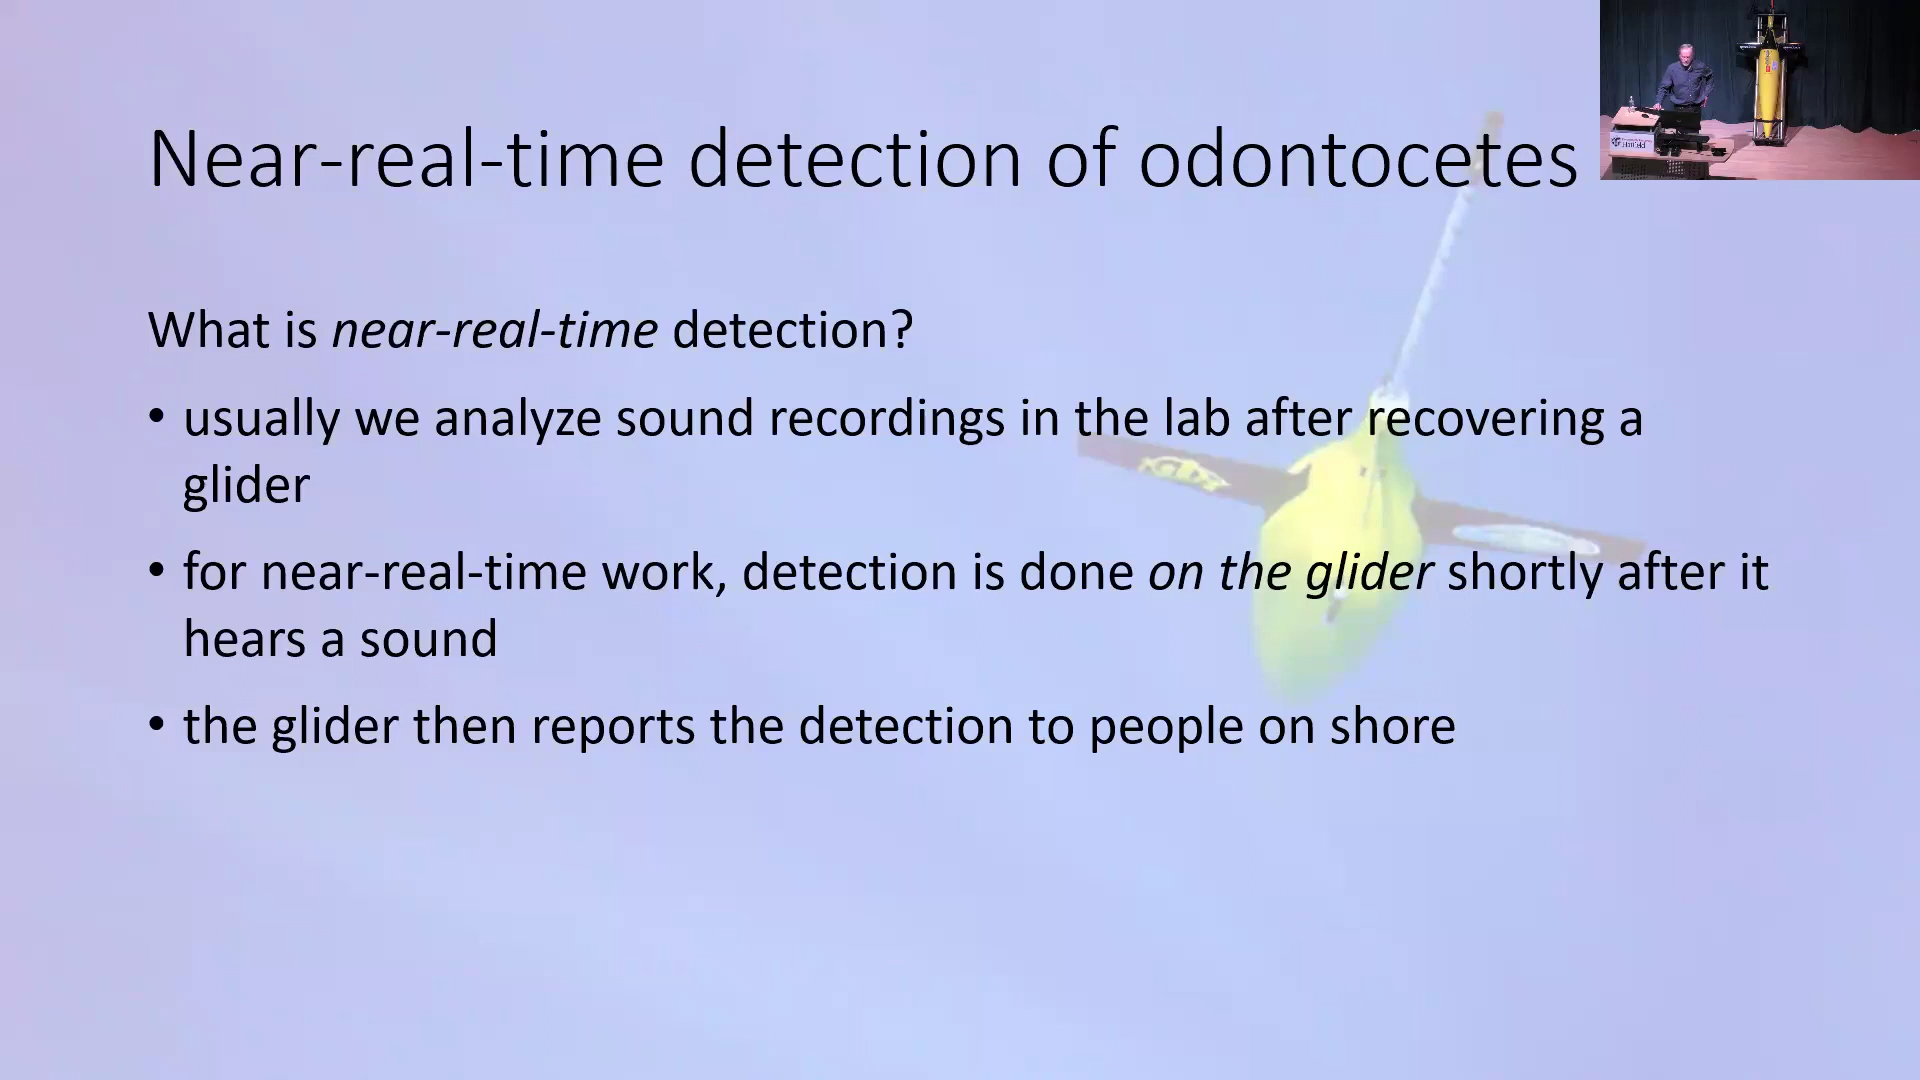 Near-real-time detection of odontocetes
What is near-real-time detection?
• usually we analyze sound recordings in the lab after recovering a
glider
• for near-real-time work, detection is done on the glider shortly after it
hears a sound
• the glider then reports the detection to people on shore